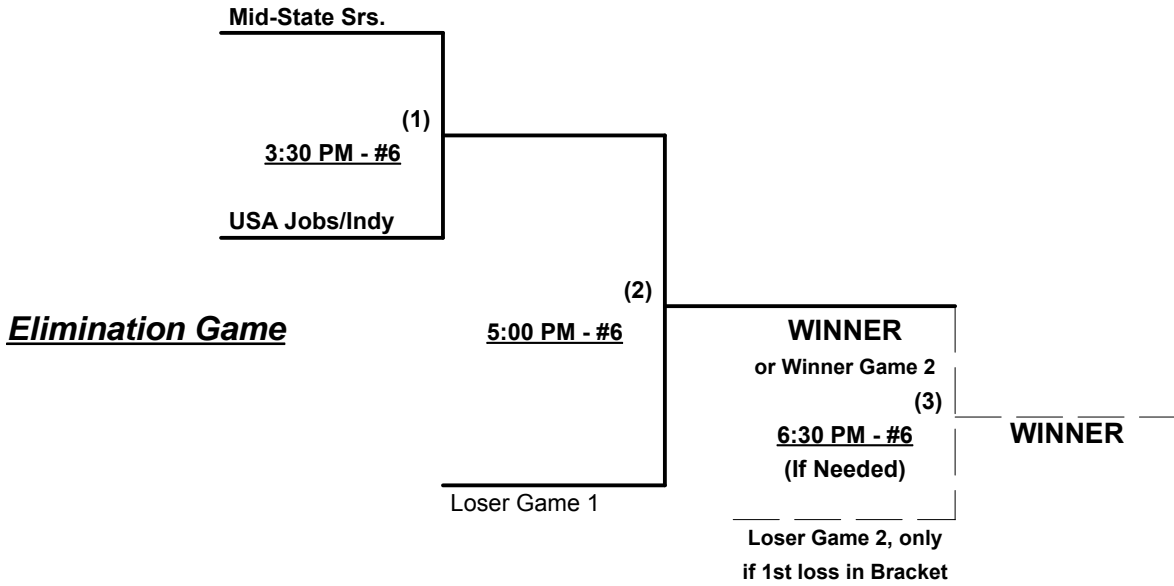 Mid-State Srs.
(1)
3:30 PM - #6
USA Jobs/Indy
(2)
Elimination Game
5:00 PM - #6
WINNER
or Winner Game 2
(3)
6:30 PM - #6
WINNER
(If Needed)
Loser Game 1
Loser Game 2, only
if 1st loss in Bracket